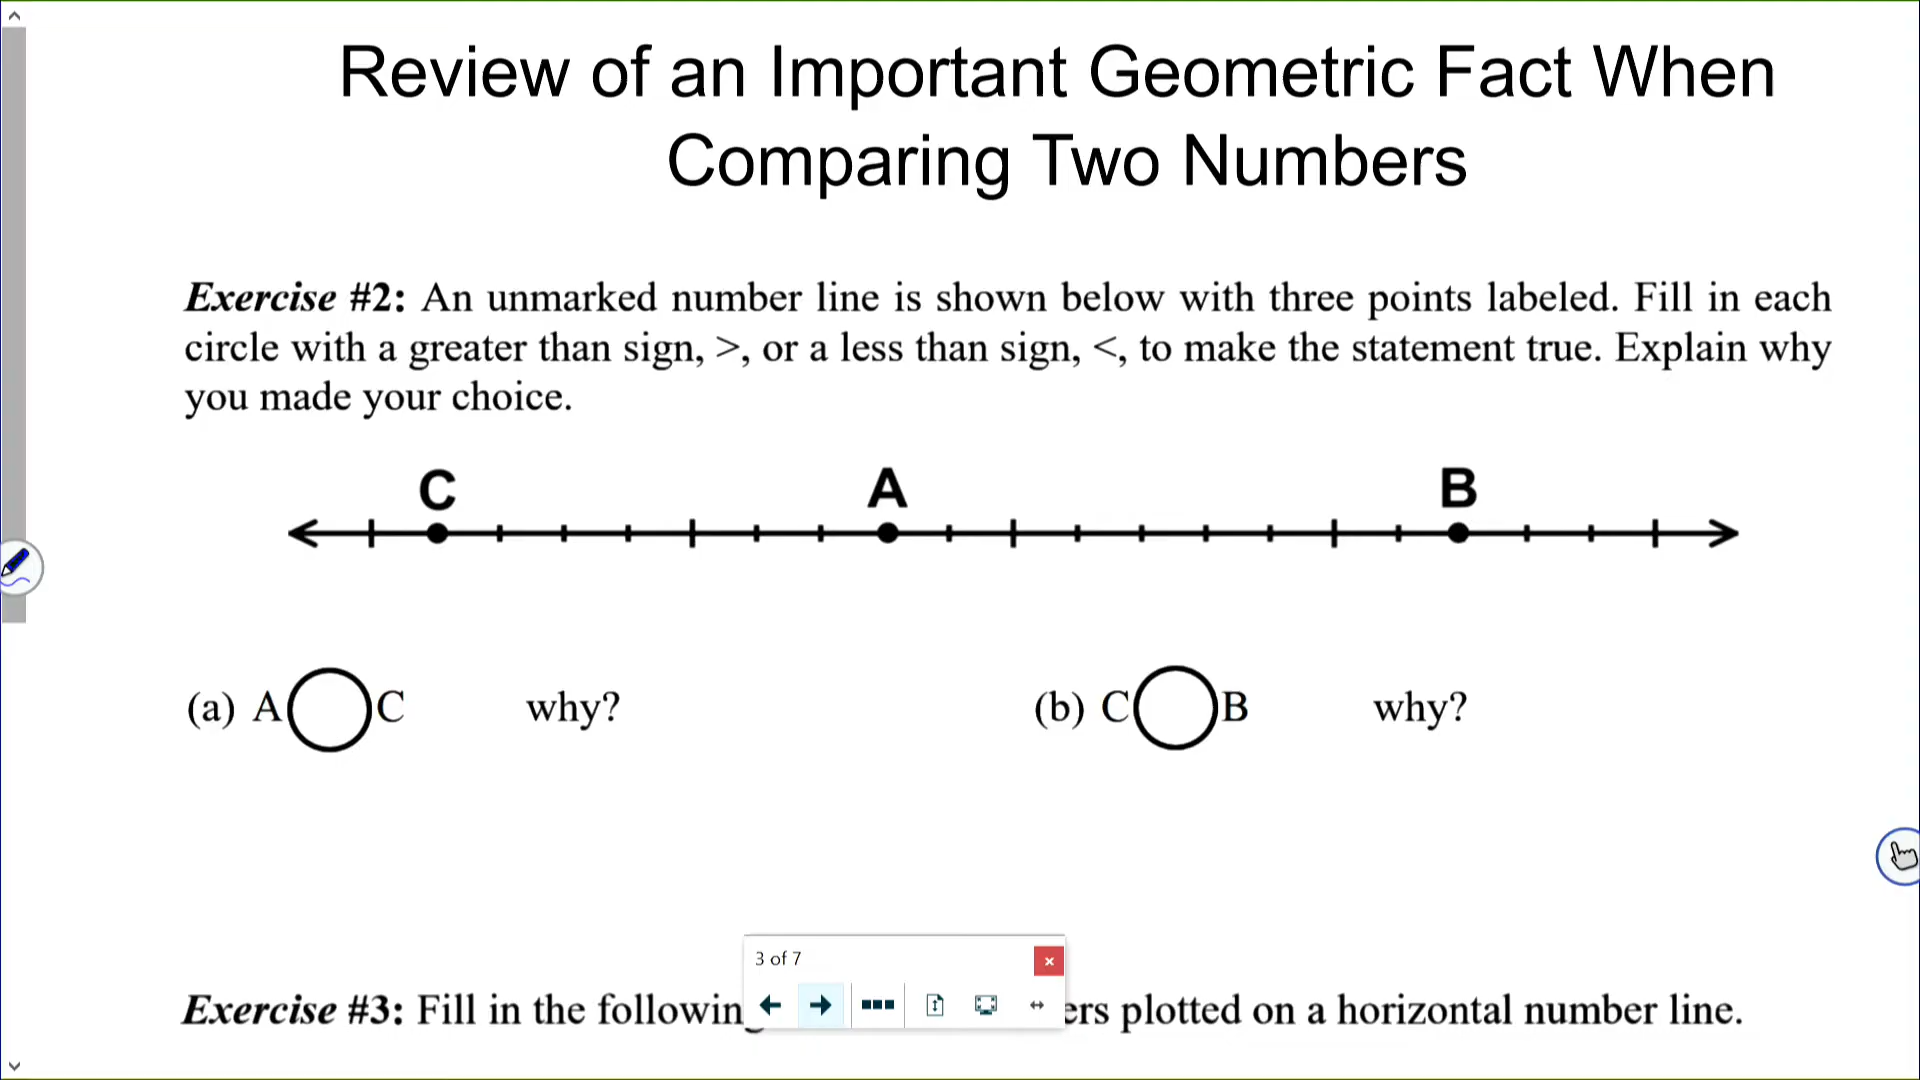 Review of an Important Geometric Fact When
Comparing Two Numbers
Exercise #2: An unmarked number line is shown below with three points labeled. Fill in each
circle with a greater than sign, >, or a less than sign, <, to make the statement true. Explain why
you made your choice.
C A B
(a) A C why? (b) C B why?
3 of 7
Exercise #3: Fill in the plotted on a horizontal number line.